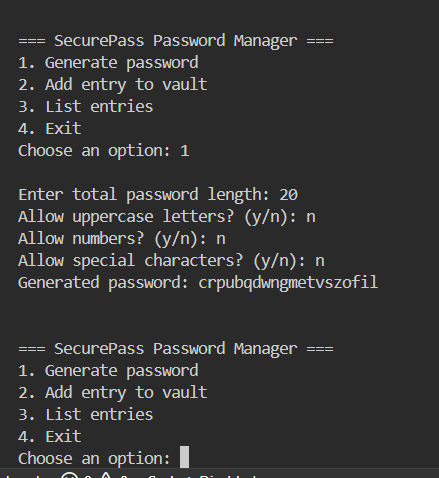 === SecurePass Password Manager ===
1. Generate password
2. Add entry to vault
3. List entries
4. Exit
Choose an option: 1
Enter total password length: 20
Allow uppercase letters? (y/n): n
Allow numbers? (y/n): n
Allow special characters? (y/n): n
Generated password: crpubqdwngmetvszofil
=== SecurePass Password Manager ===
1. Generate password
2. Add entry to vault
3. List entries
4. Exit
Choose an option: